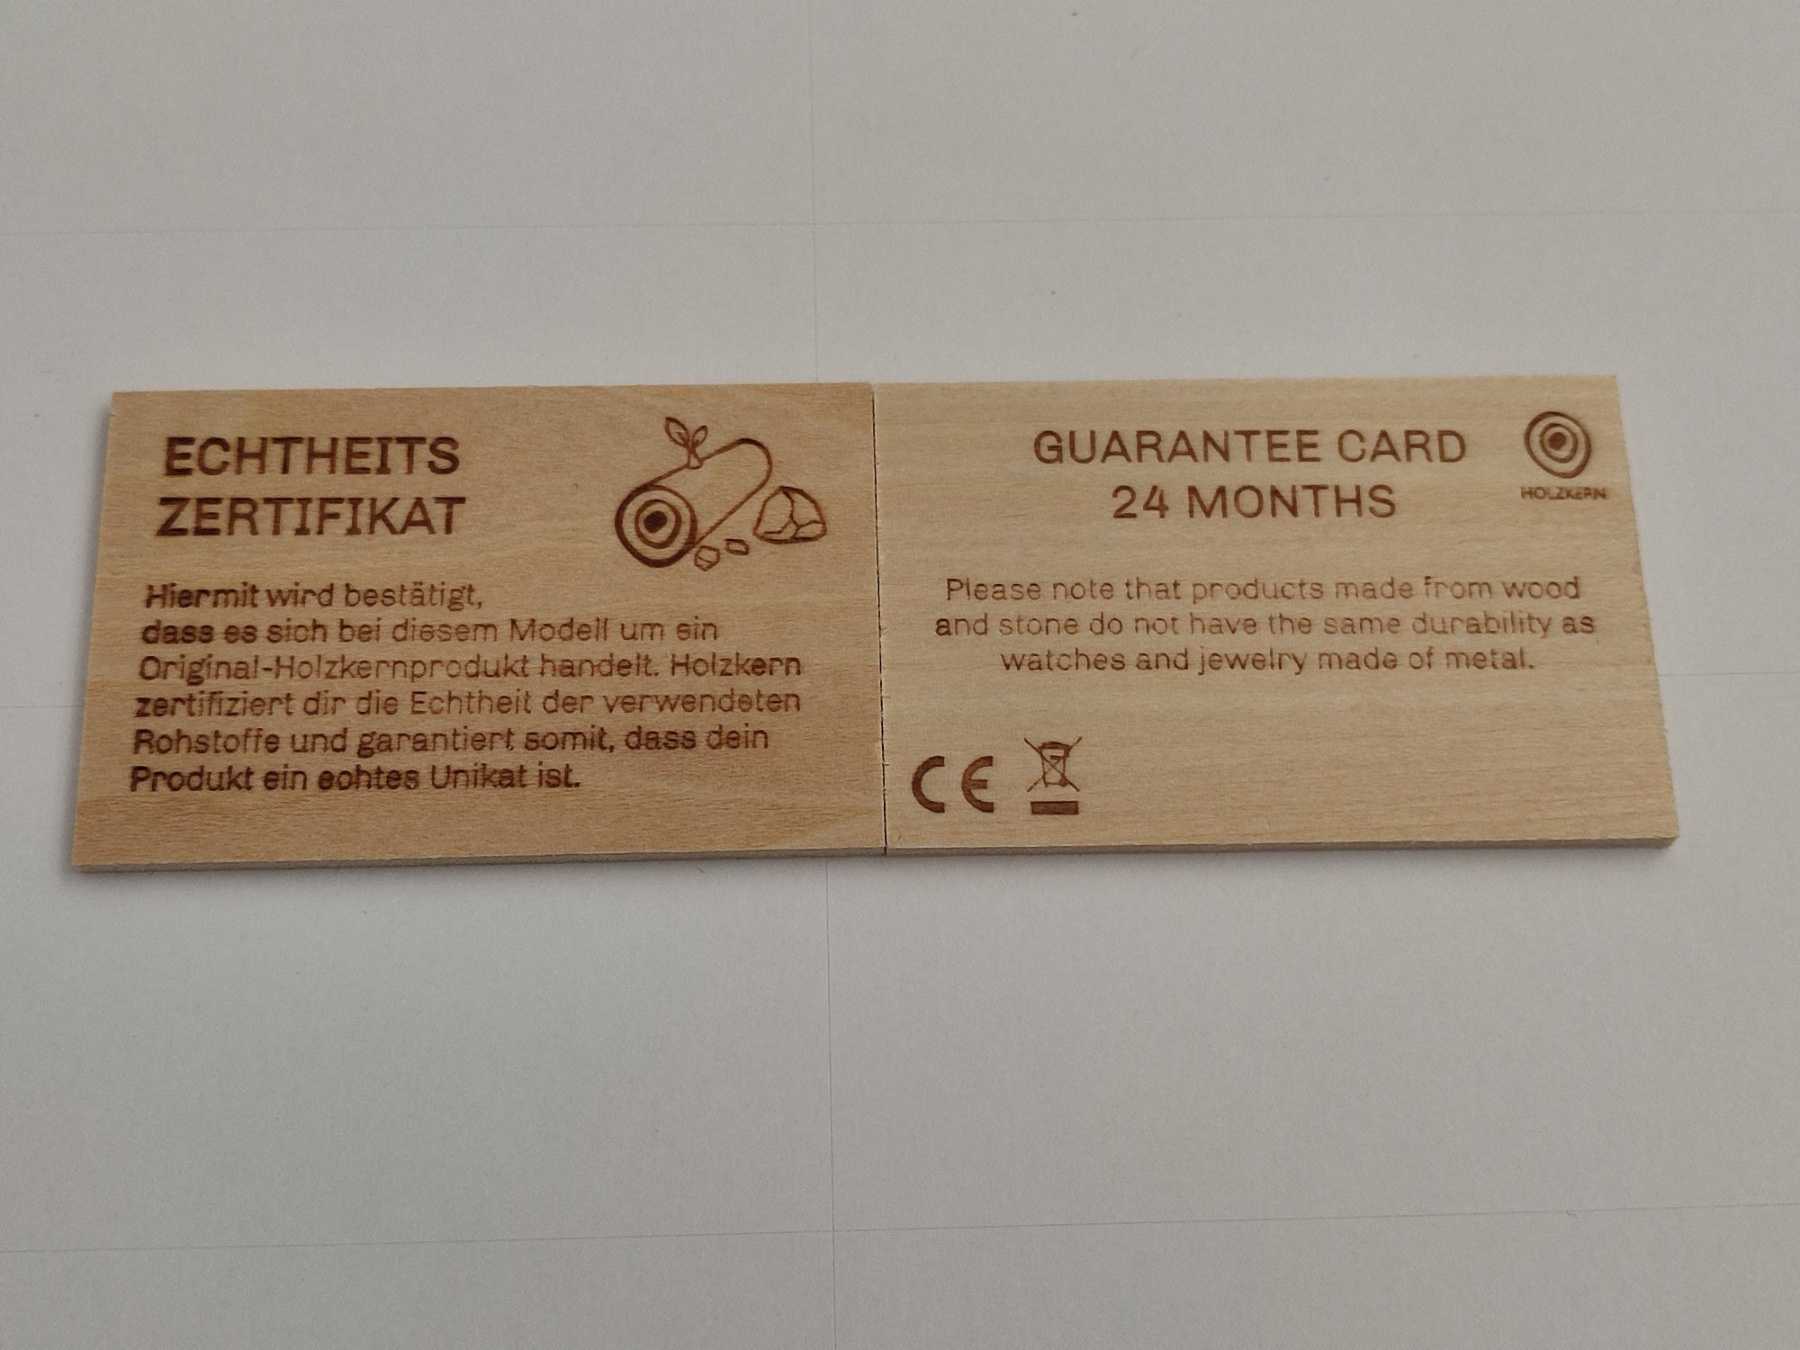 ECHTHEITS
ZERTIFIKAT
Hiermit wird bestätigt,
dass es sich bei diesem Modell um ein
Original-Holzkernprodukt handelt. Holzkern
zertifiziert dir die Echtheit der verwendeten
Rohstoffe und garantiert somit, dass dein
Produkt ein echtes Unikat ist.
GUARANTEE CARD
24 MONTHS
HOLZKERN
Please note that products made from wood
and stone do not have the same durability as
watches and jewelry made of metal.
CE